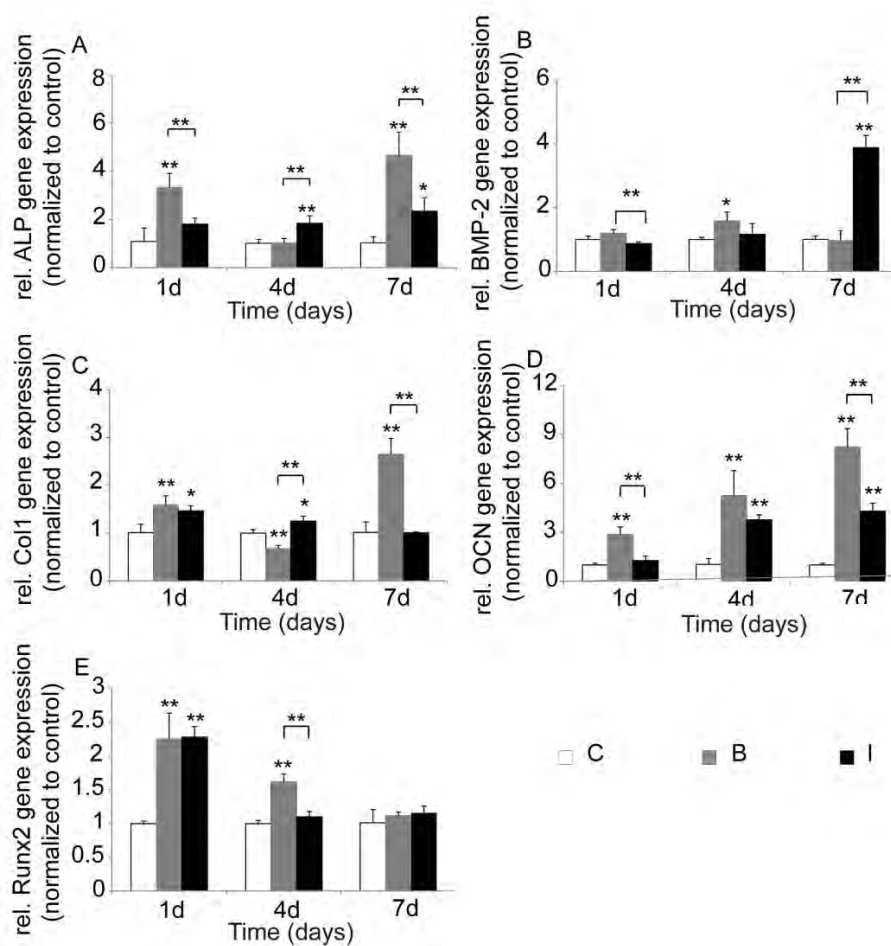 A
rel. ALP gene expression
(normalized to control)
8
6
4
2
0
**
**
**
**
**
**
*
1d 4d 7d
Time (days)
B
rel. BMP-2 gene expression
(normalized to control)
6
4
2
0
**
*
**
**
1d 4d 7d
Time (days)
C
rel. Col1 gene expression
(normalized to control)
4
3
2
1
0
**
*
**
**
*
**
**
1d 4d 7d
Time (days)
D
rel. OCN gene expression
(normalized to control)
12
9
6
3
0
**
**
**
**
**
**
**
1d 4d 7d
Time (days)
E
rel. Runx2 gene expression
(normalized to control)
3
2.5
2
1.5
1
0.5
0
** **
**
**
1d 4d 7d
Time (days)
C B I